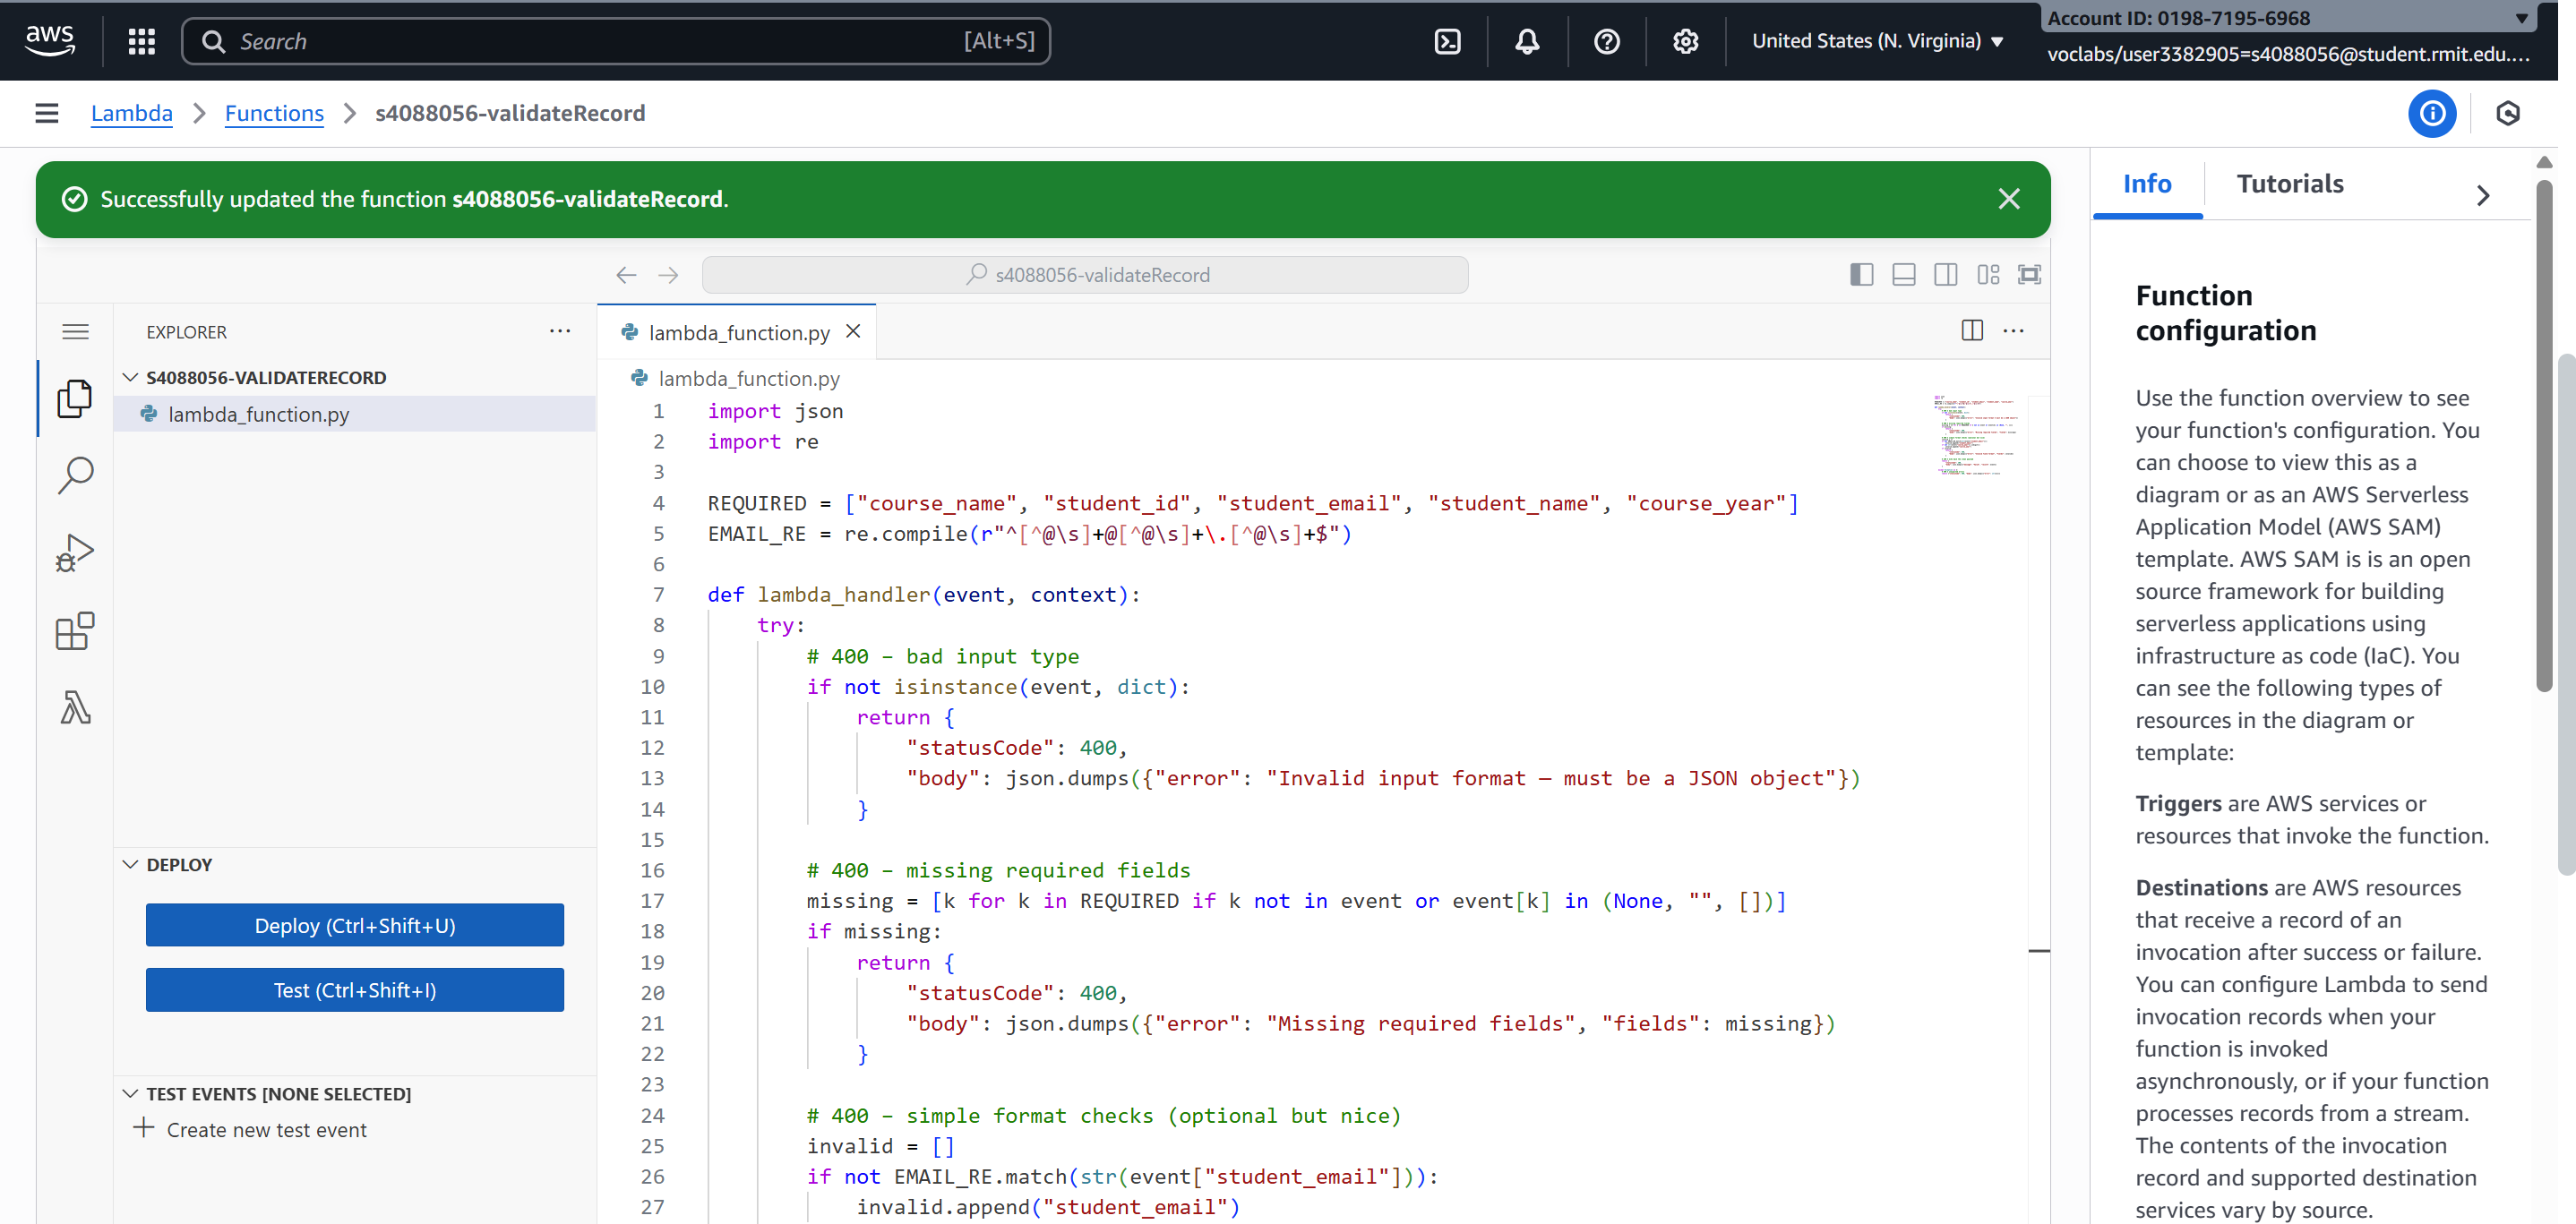 aws
Search
[Alt+S]
United States (N. Virginia)
Account ID: 0198-7195-6968
voclabs/user3382905=s4088056@student.rmit.edu....
Lambda > Functions > s4088056-validateRecord
Successfully updated the function s4088056-validateRecord.
Info
Tutorials
s4088056-validateRecord
EXPLORER
S4088056-VALIDATERECORD
lambda_function.py
DEPLOY
Deploy (Ctrl+Shift+U)
Test (Ctrl+Shift+I)
TEST EVENTS [NONE SELECTED]
Create new test event
lambda_function.py
lambda_function.py
1 import json
2 import re
3
4 REQUIRED = ["course_name", "student_id", "student_email", "student_name", "course_year"]
5 EMAIL_RE = re.compile(r"^[^@\s]+@[^@\s]+\.[^@\s]+$")
6
7 def lambda_handler(event, context):
8 try:
9 # 400 – bad input type
10 if not isinstance(event, dict):
11 return {
12 "statusCode": 400,
13 "body": json.dumps({"error": "Invalid input format – must be a JSON object"})
14 }
15
16 # 400 – missing required fields
17 missing = [k for k in REQUIRED if k not in event or event[k] in (None, "", [])]
18 if missing:
19 return {
20 "statusCode": 400,
21 "body": json.dumps({"error": "Missing required fields", "fields": missing})
22 }
23
24 # 400 – simple format checks (optional but nice)
25 invalid = []
26 if not EMAIL_RE.match(str(event["student_email"])):
27 invalid.append("student_email")
Function
configuration
Use the function overview to see
your function's configuration. You
can choose to view this as a
diagram or as an AWS Serverless
Application Model (AWS SAM)
template. AWS SAM is is an open
source framework for building
serverless applications using
infrastructure as code (IaC). You
can see the following types of
resources in the diagram or
template:
Triggers are AWS services or
resources that invoke the function.
Destinations are AWS resources
that receive a record of an
invocation after success or failure.
You can configure Lambda to send
invocation records when your
function is invoked
asynchronously, or if your function
processes records from a stream.
The contents of the invocation
record and supported destination
services vary by source.